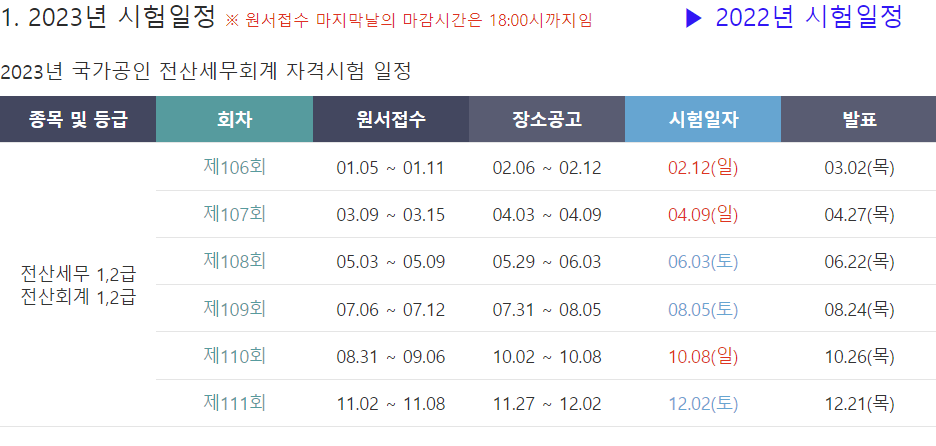 1. 2023년 시험일정 ※ 원서접수 마지막날의 마감시간은 18:00시까지임 ▶ 2022년 시험일정
2023년 국가공인 전산세무회계 자격시험 일정
종목 및 등급 회차 원서접수 장소공고 시험일자 발표
제106회 01.05 ~ 01.11 02.06 ~ 02.12 02.12(일) 03.02(목)
제107회 03.09 ~ 03.15 04.03 ~ 04.09 04.09(일) 04.27(목)
제108회 05.03 ~ 05.09 05.29 ~ 06.03 06.03(토) 06.22(목)
전산세무 1,2급
전산회계 1,2급
제109회 07.06 ~ 07.12 07.31 ~ 08.05 08.05(토) 08.24(목)
제110회 08.31 ~ 09.06 10.02 ~ 10.08 10.08(일) 10.26(목)
제111회 11.02 ~ 11.08 11.27 ~ 12.02 12.02(토) 12.21(목)